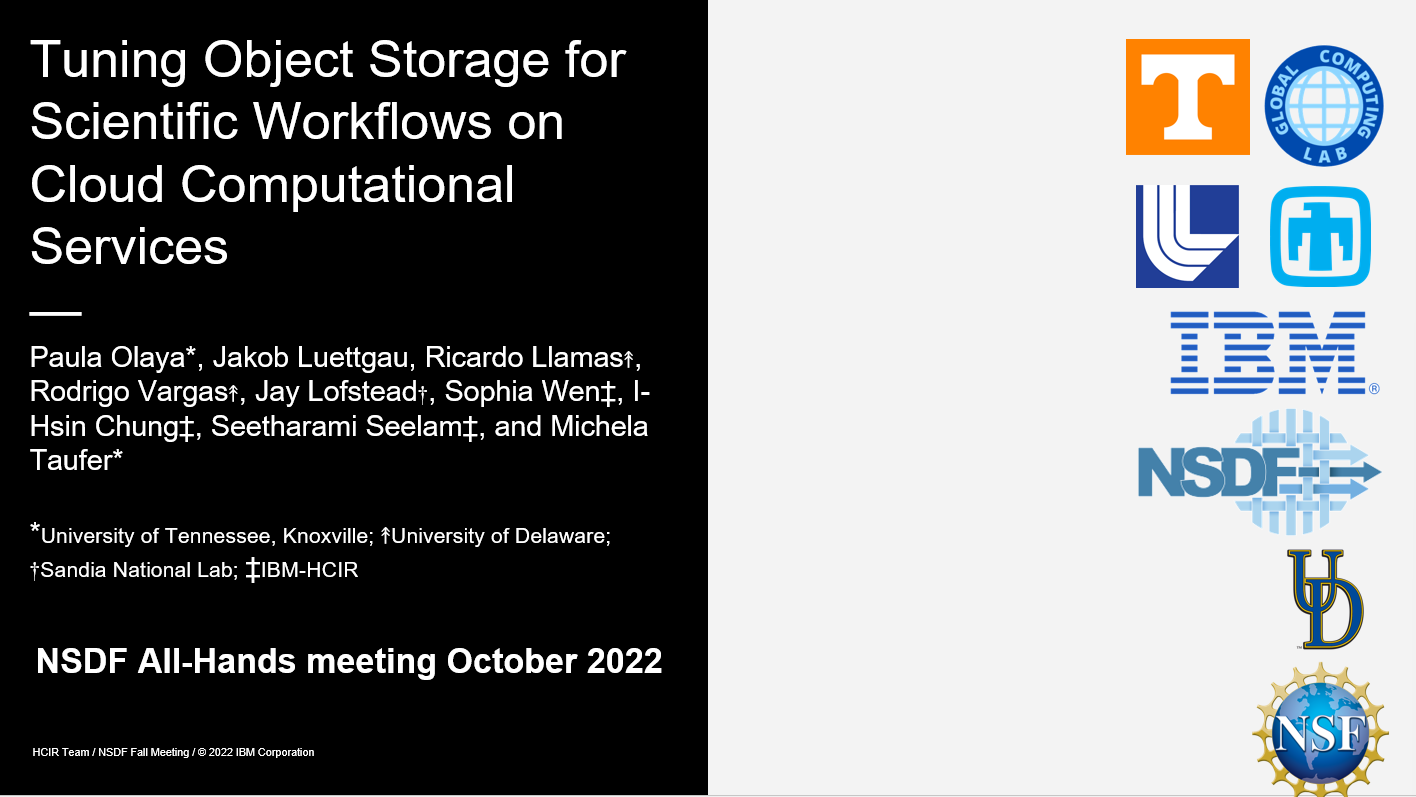 Tuning Object Storage for
Scientific Workflows on
Cloud Computational
Services
Paula Olaya*, Jakob Luettgau, Ricardo Llamas↟,
Rodrigo Vargas↟, Jay Lofstead†, Sophia Wen‡, I-
Hsin Chung‡, Seetharami Seelam‡, and Michela
Taufer*
*University of Tennessee, Knoxville; ↟University of Delaware;
†Sandia National Lab; ‡IBM-HCIR
NSDF All-Hands meeting October 2022
HCIR Team / NSDF Fall Meeting / © 2022 IBM Corporation
T
GLOBAL COMPUTING
LAB
IBM®
NSDF
UD
™
NSF